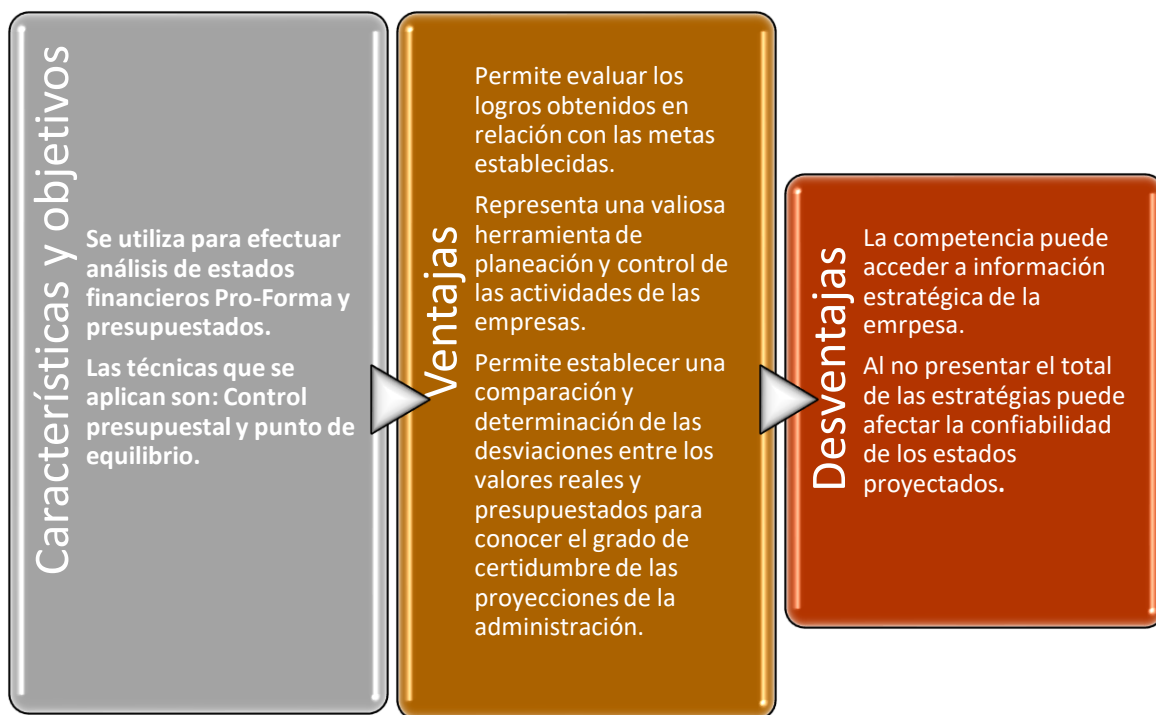 Características y objetivos
Se utiliza para efectuar
análisis de estados
financieros Pro-Forma y
presupuestados.
Las técnicas que se
aplican son: Control
presupuestal y punto de
equilibrio.
Ventajas
Permite evaluar los
logros obtenidos en
relación con las metas
establecidas.
Representa una valiosa
herramienta de
planeación y control de
las actividades de las
empresas.
Permite establecer una
comparación y
determinación de las
desviaciones entre los
valores reales y
presupuestados para
conocer el grado de
certidumbre de las
proyecciones de la
administración.
Desventajas
La competencia puede
acceder a información
estratégica de la
emrpesa.
Al no presentar el total
de las estratégias puede
afectar la confiabilidad
de los estados
proyectados.